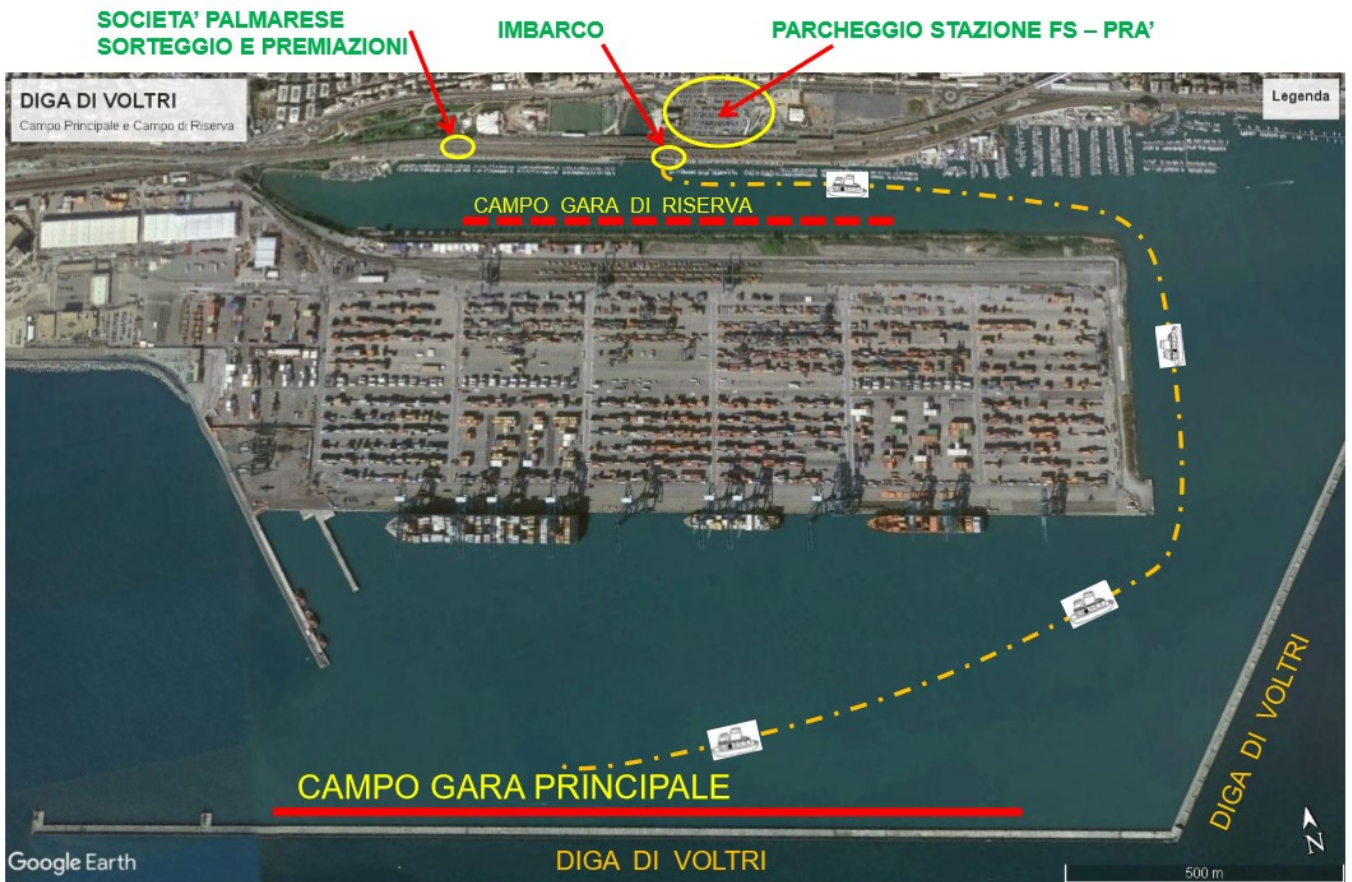 SOCIETA’ PALMARESE
SORTEGGIO E PREMIAZIONI
IMBARCO
PARCHEGGIO STAZIONE FS – PRA’
DIGA DI VOLTRI
Campo Principale e Campo di Riserva
Legenda
CAMPO GARA DI RISERVA
CAMPO GARA PRINCIPALE
DIGA DI VOLTRI
DIGA DI VOLTRI
N
Google Earth
500 m